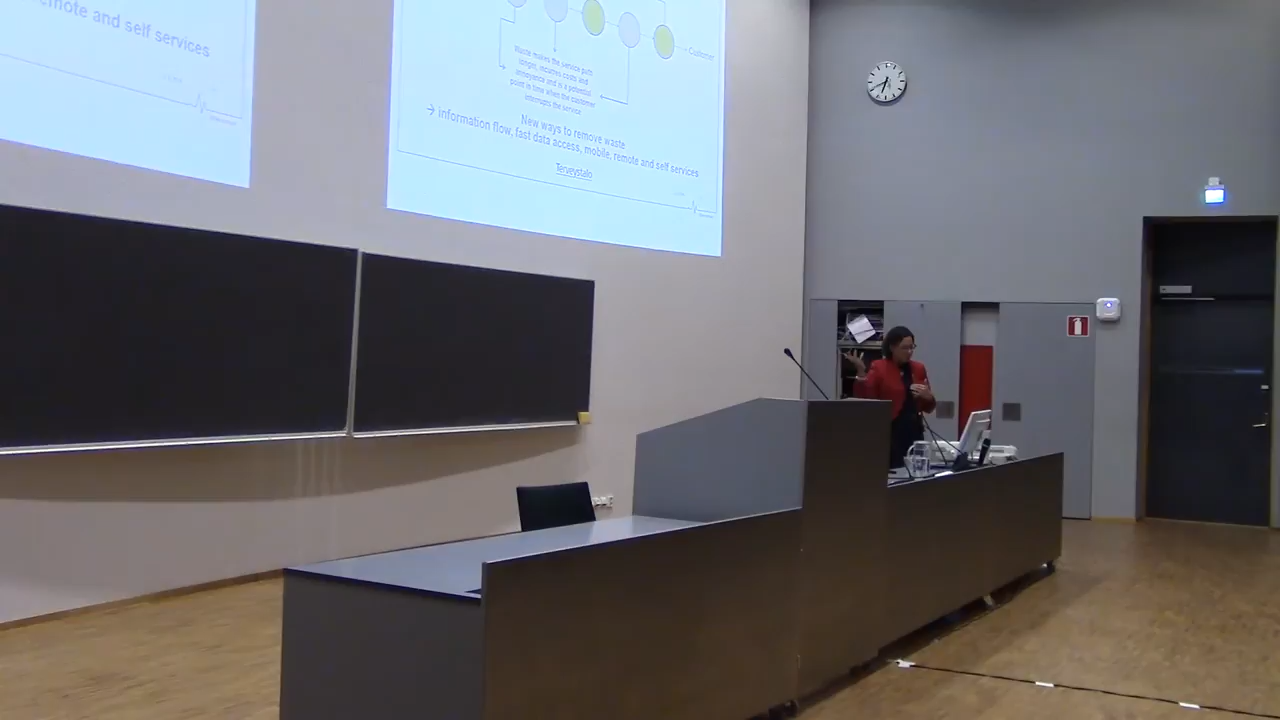 remote and self services
Customer
Waste makes the service path
longer, incurres costs and
annoyance and is a potential
point is time when the customer
interrupts the service
New ways to remove waste
→ information flow, fast data access, mobile, remote and self services
Terveystalo